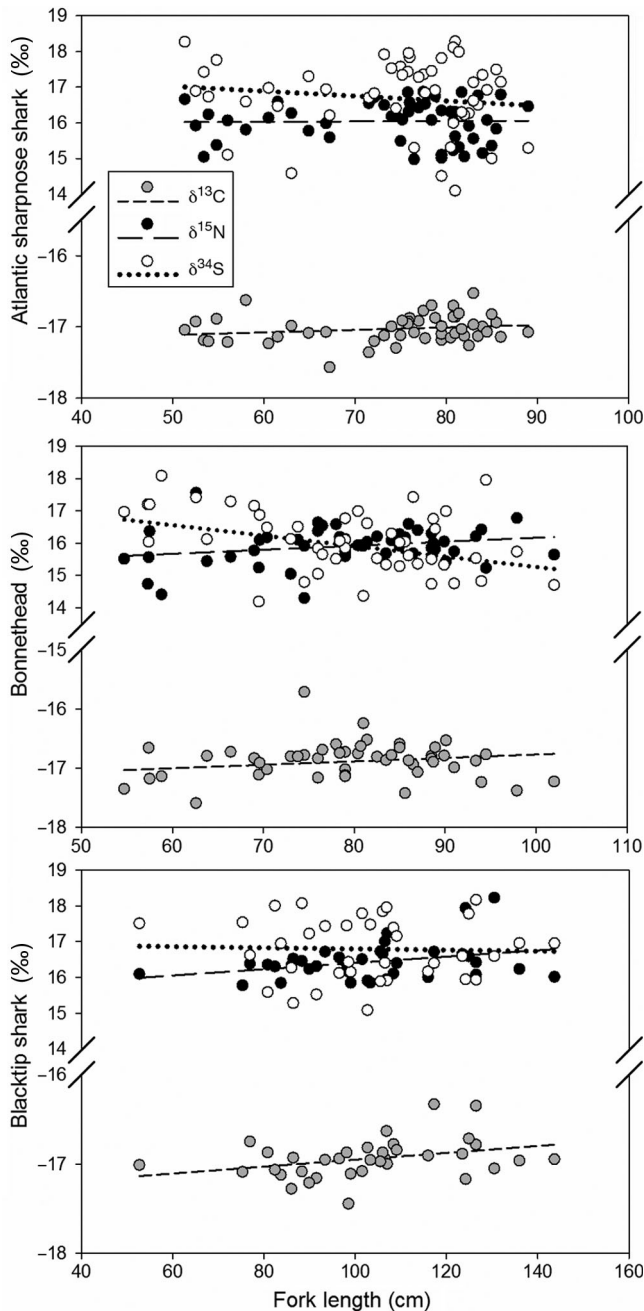 19
18
17
16
15
14
−16
−17
−18
Atlantic sharpnose shark (‰)
δ13C
δ15N
δ34S
40 50 60 70 80 90 100
19
18
17
16
15
14
−15
−16
−17
−18
Bonnethead (‰)
50 60 70 80 90 100 110
19
18
17
16
15
14
−16
−17
−18
Blacktip shark (‰)
40 60 80 100 120 140 160
Fork length (cm)